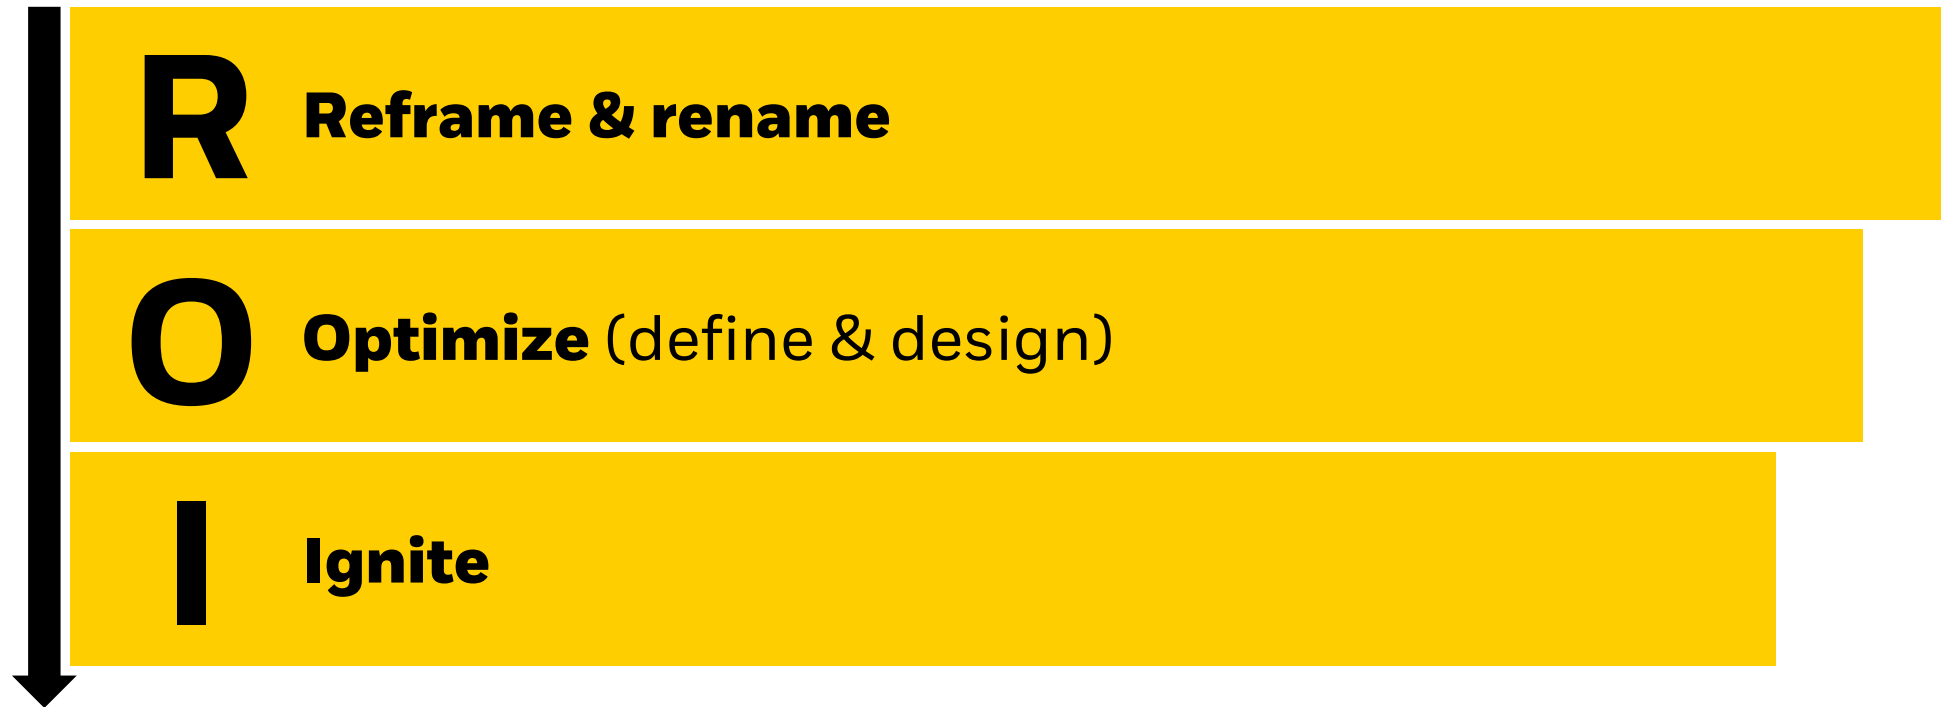 R Reframe & rename
O Optimize (define & design)
I Ignite